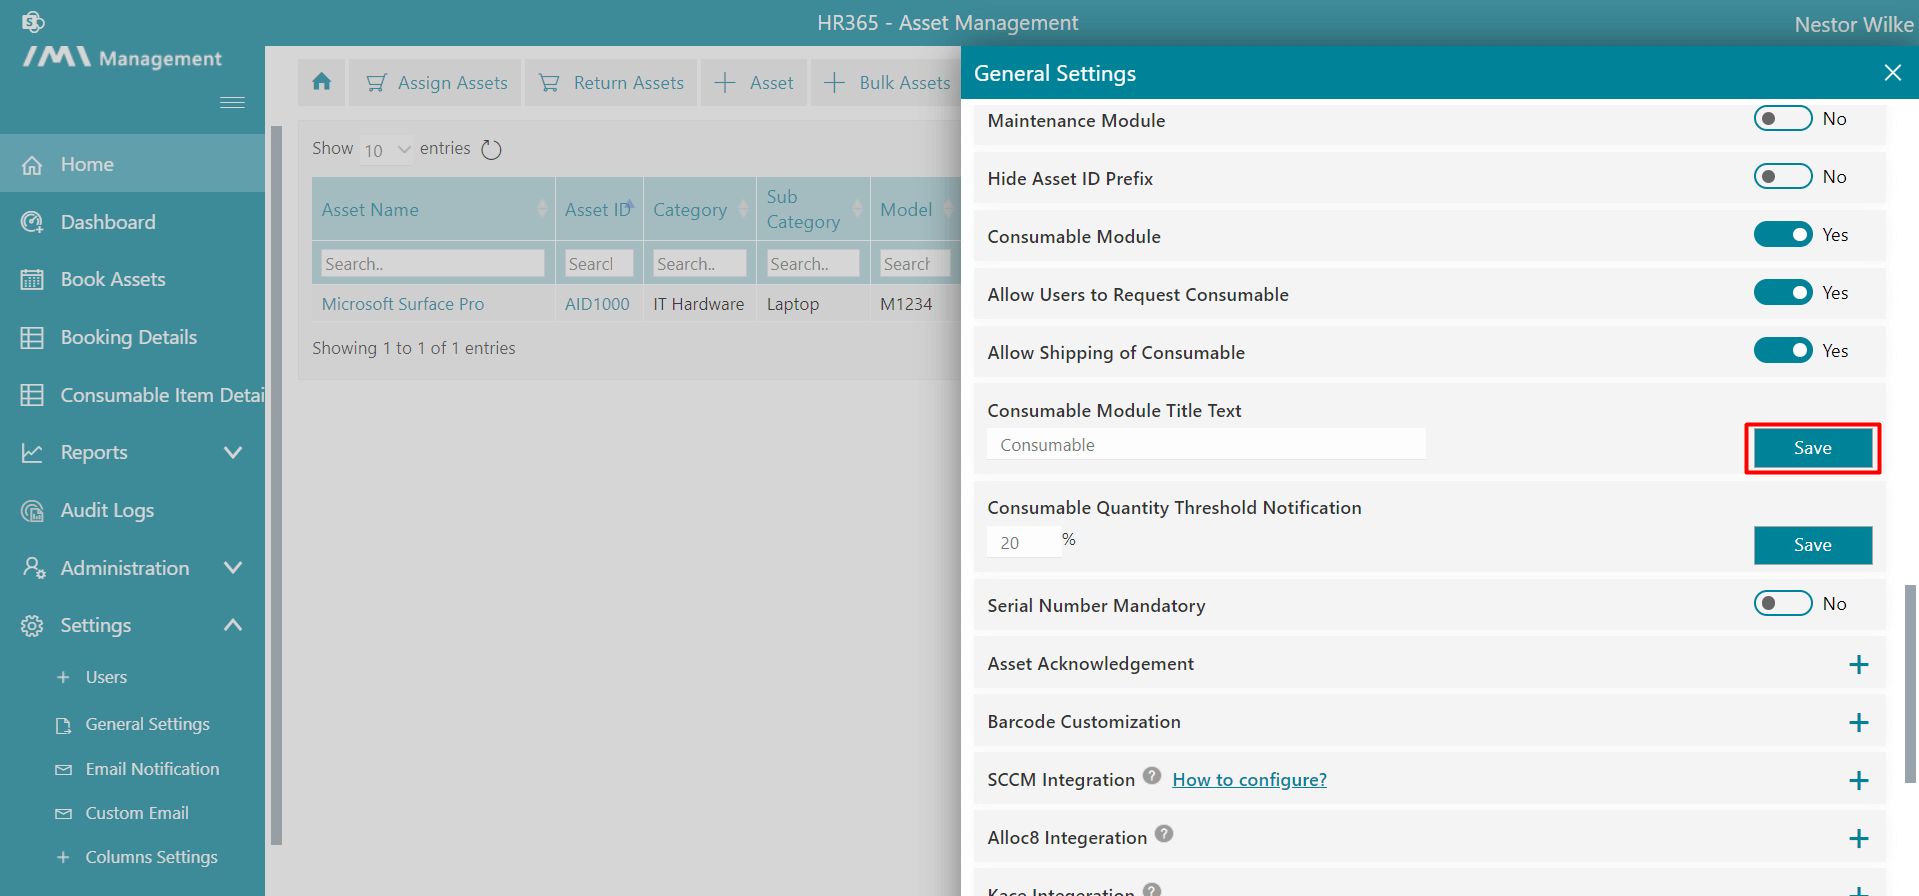 HR365 - Asset Management
Nestor Wilke
Management
Home
Dashboard
Book Assets
Booking Details
Consumable Item Detai
Reports
Audit Logs
Administration
Settings
Users
General Settings
Email Notification
Custom Email
Columns Settings
Assign Assets
Return Assets
Asset
Bulk Assets
Show 10 entries
Asset Name
Asset ID
Category
Sub Category
Model
Search..
Search
Search..
Search..
Search
Microsoft Surface Pro
AID1000
IT Hardware
Laptop
M1234
Showing 1 to 1 of 1 entries
General Settings
Maintenance Module
No
Hide Asset ID Prefix
No
Consumable Module
Yes
Allow Users to Request Consumable
Yes
Allow Shipping of Consumable
Yes
Consumable Module Title Text
Consumable
Save
Consumable Quantity Threshold Notification
20 %
Save
Serial Number Mandatory
No
Asset Acknowledgement
Barcode Customization
SCCM Integration ? How to configure?
Alloc8 Integeration ?
Kace Integeration ?